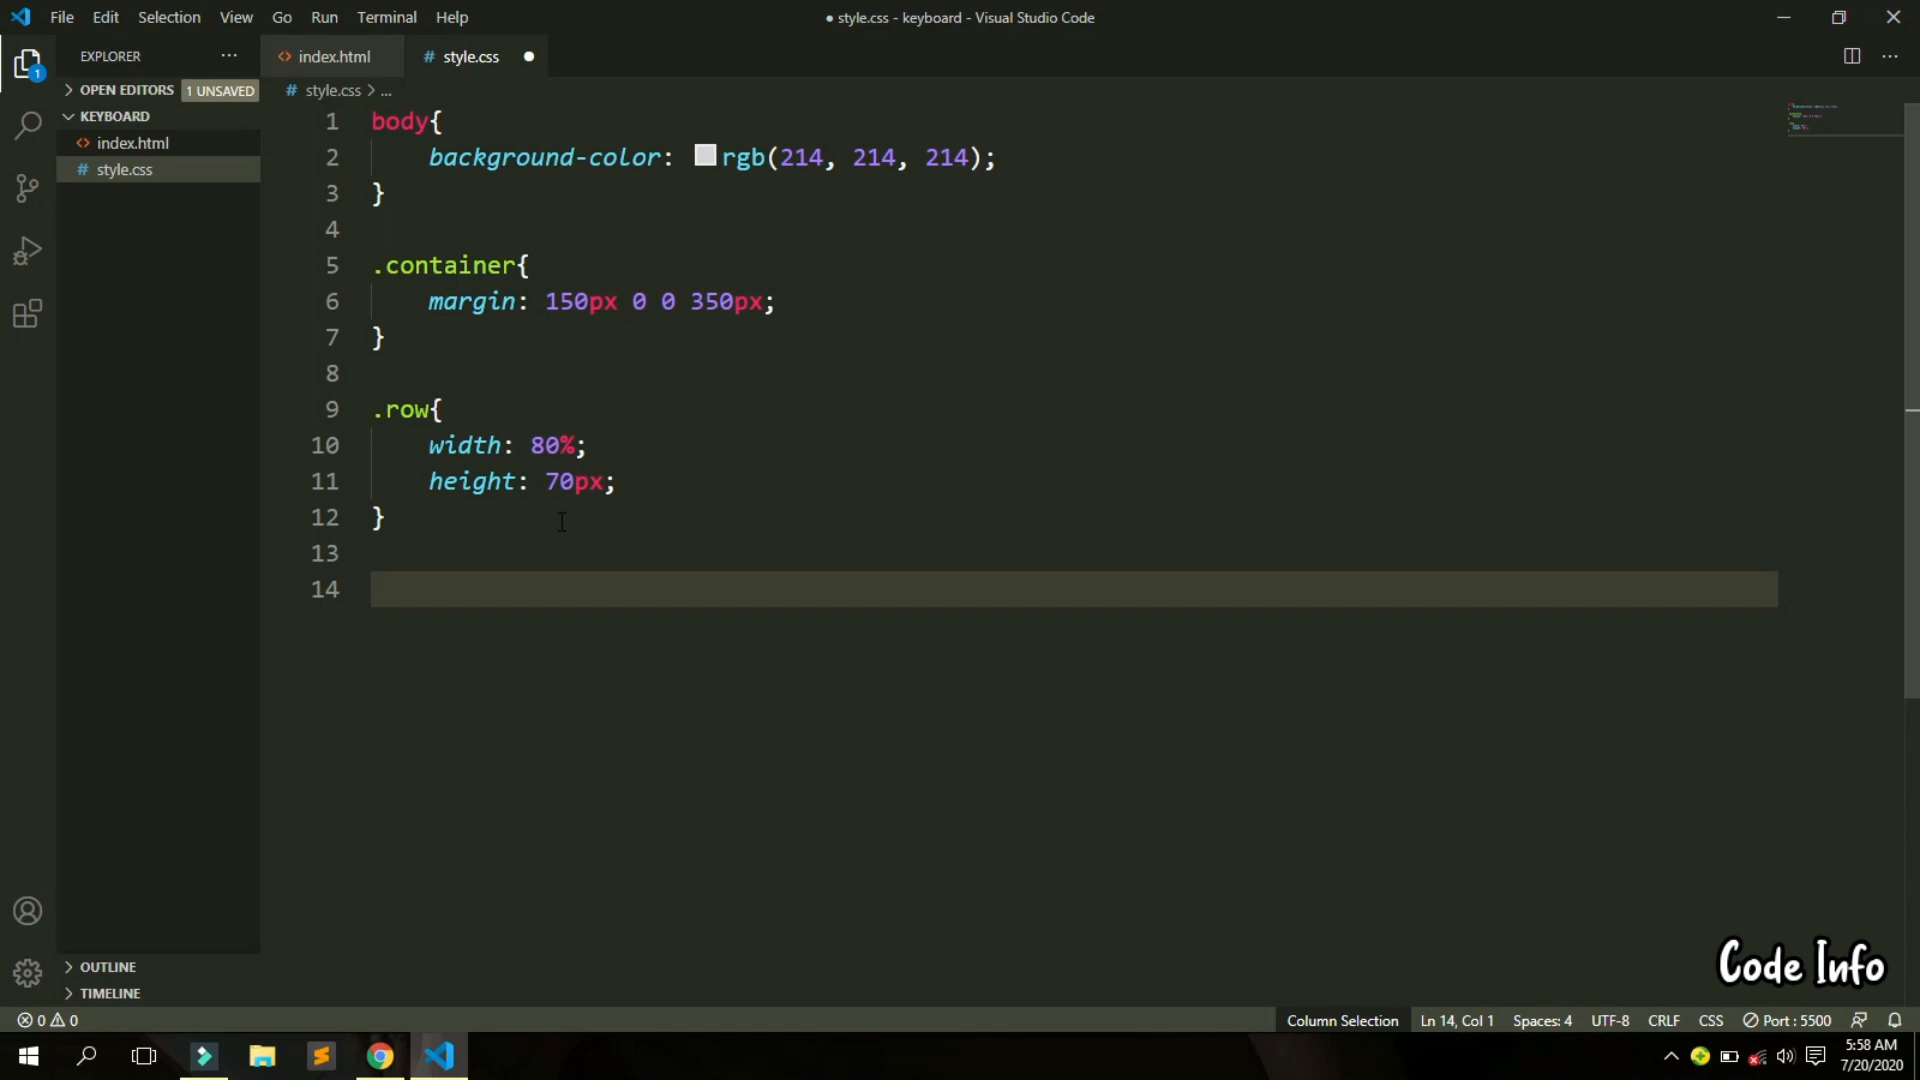 File Edit Selection View Go Run Terminal Help
● style.css - keyboard - Visual Studio Code
EXPLORER ···
index.html
# style.css ●
OPEN EDITORS 1 UNSAVED
# style.css > ...
KEYBOARD
index.html
# style.css
1 body{
2 background-color: rgb(214, 214, 214);
3 }
4
5 .container{
6 margin: 150px 0 0 350px;
7 }
8
9 .row{
10 width: 80%;
11 height: 70px;
12 }
13
14
1
OUTLINE
TIMELINE
Code Info
0 0
Column Selection Ln 14, Col 1 Spaces: 4 UTF-8 CRLF CSS Port : 5500
5:58 AM
7/20/2020